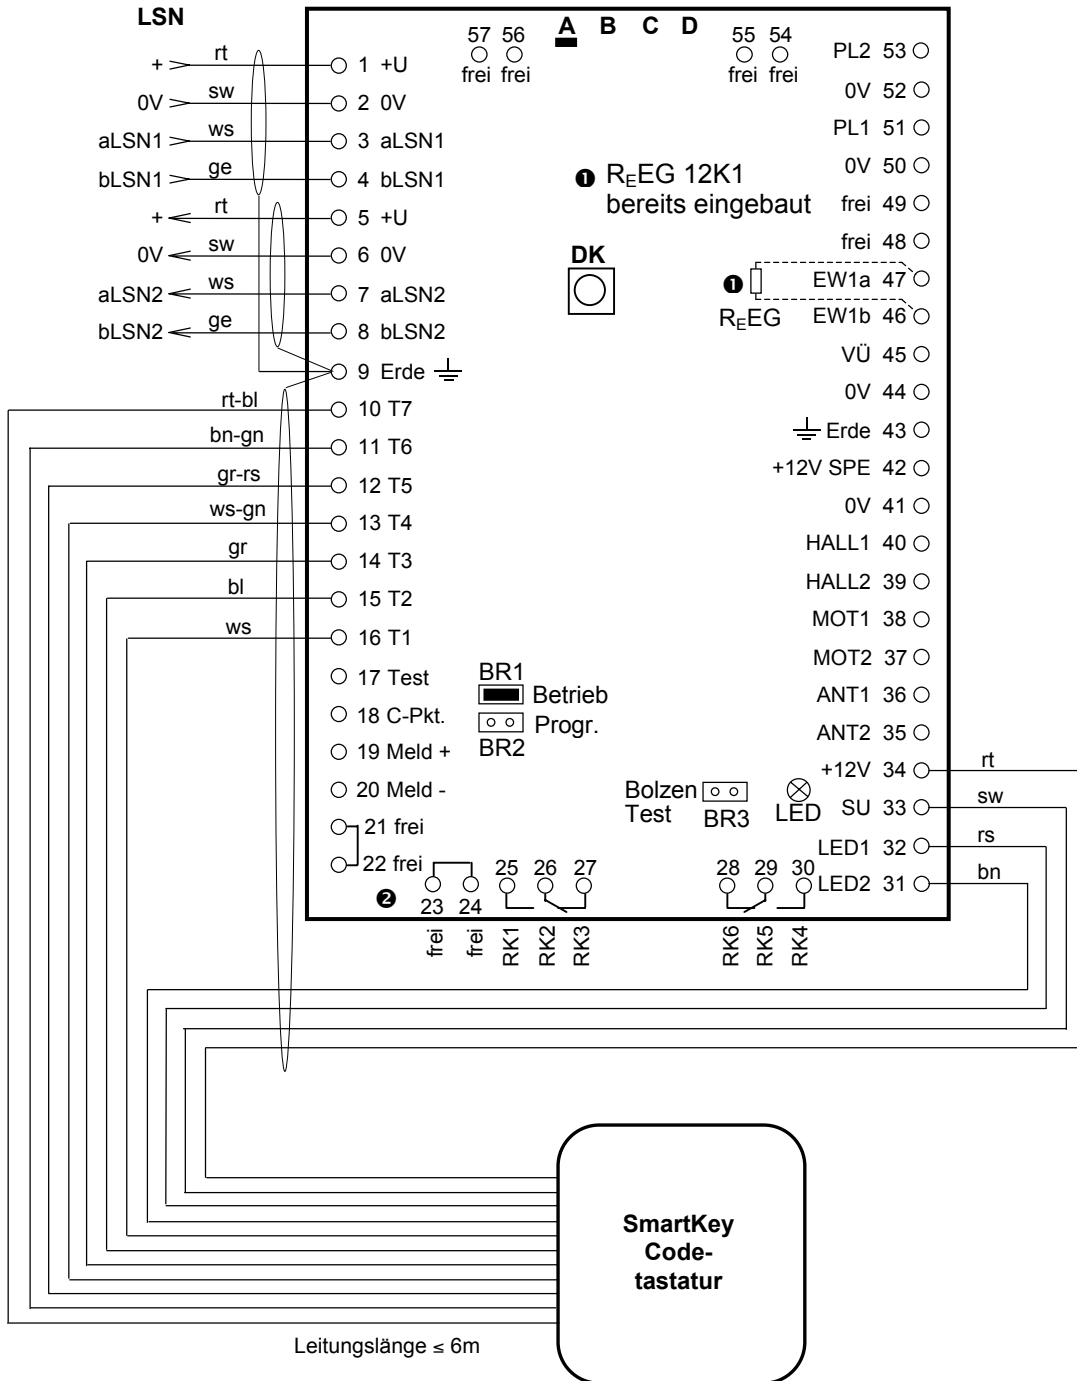 LSN
57 56
A B C D
55 54
frei frei
frei frei
+ rt 1 +U
0V sw 2 0V
aLSN1 ws 3 aLSN1
bLSN1 ge 4 bLSN1
+ rt 5 +U
0V sw 6 0V
aLSN2 ws 7 aLSN2
bLSN2 ge 8 bLSN2
9 Erde
rt-bl 10 T7
bn-gn 11 T6
gr-rs 12 T5
ws-gn 13 T4
gr 14 T3
bl 15 T2
ws 16 T1
17 Test
18 C-Pkt.
19 Meld +
20 Meld -
21 frei
22 frei
❶ REEG 12K1
bereits eingebaut
DK
❶
REEG
BR1
Betrieb
Progr.
BR2
Bolzen
Test
BR3
LED
PL2 53
0V 52
PL1 51
0V 50
frei 49
frei 48
EW1a 47
EW1b 46
VÜ 45
0V 44
Erde 43
+12V SPE 42
0V 41
HALL1 40
HALL2 39
MOT1 38
MOT2 37
ANT1 36
ANT2 35
+12V 34 rt
SU 33 sw
LED1 32 rs
LED2 31 bn
❷
23 24 25 26 27 28 29 30
frei frei RK1 RK2 RK3 RK6 RK5 RK4
SmartKey
Code-
tastatur
Leitungslänge ≤ 6m